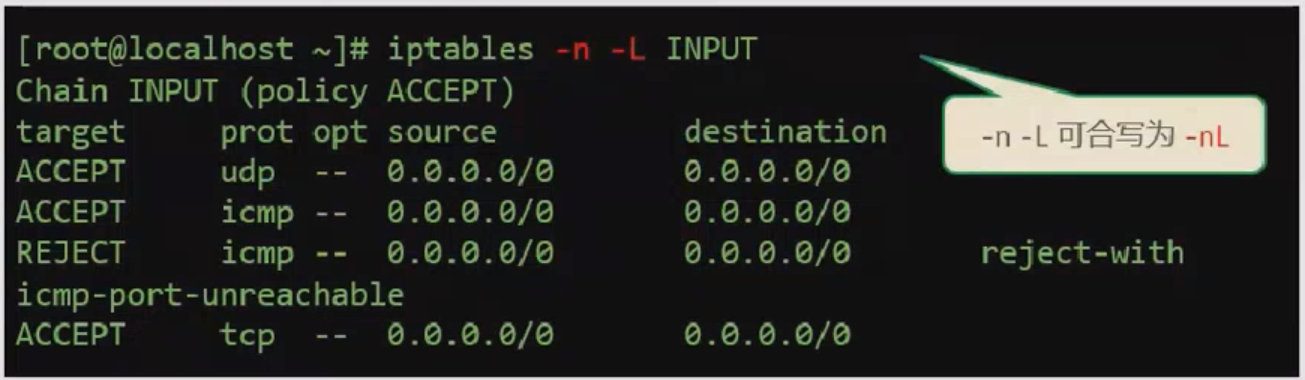 [root@localhost ~]# iptables -n -L INPUT
Chain INPUT (policy ACCEPT)
target prot opt source destination
ACCEPT udp -- 0.0.0.0/0 0.0.0.0/0
ACCEPT icmp -- 0.0.0.0/0 0.0.0.0/0
REJECT icmp -- 0.0.0.0/0 0.0.0.0/0 reject-with
icmp-port-unreachable
ACCEPT tcp -- 0.0.0.0/0 0.0.0.0/0
-n -L 可合写为 -nL